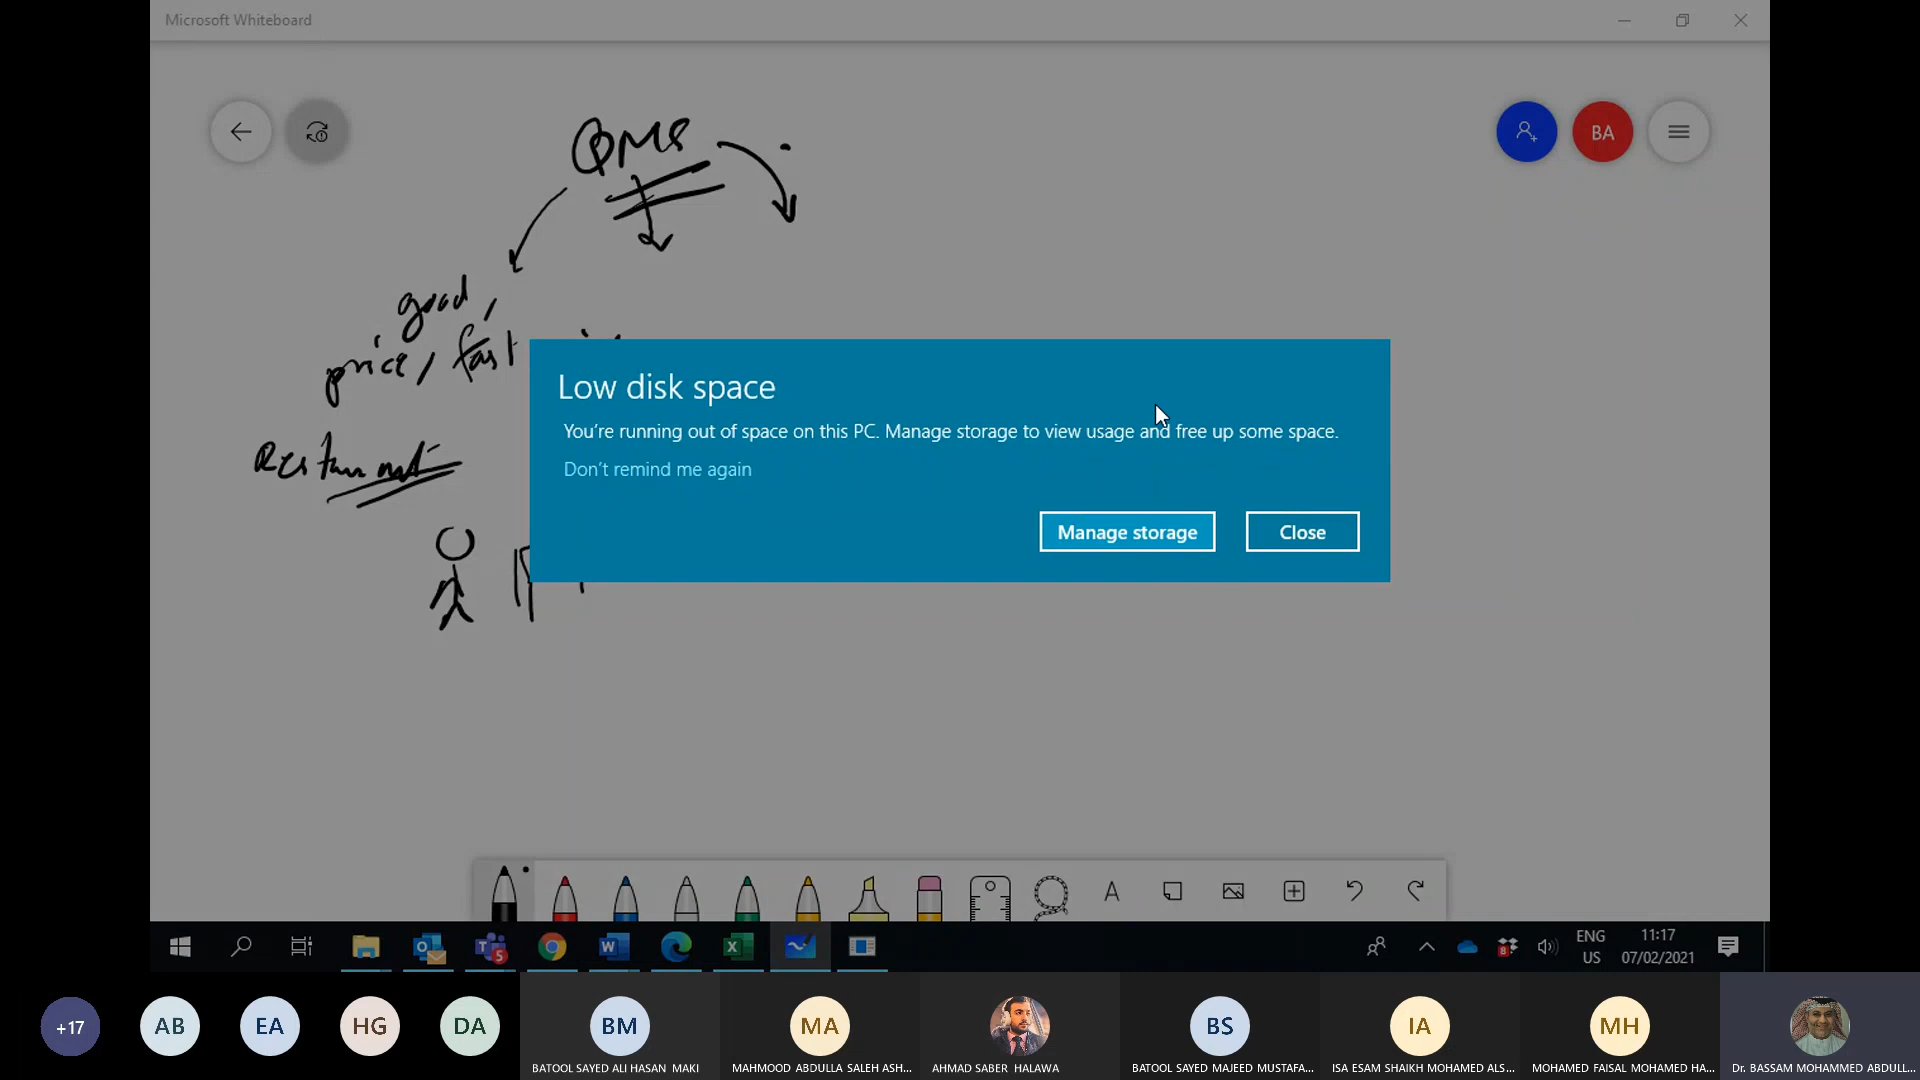 Microsoft Whiteboard
BA
QMS
good,
price, fast
Restaurant
Low disk space
You're running out of space on this PC. Manage storage to view usage and free up some space.
Don't remind me again
Manage storage
Close
A
ENG
US
11:17
07/02/2021
+17
AB
EA
HG
DA
BM
MA
BS
IA
MH
BATOOL SAYED ALI HASAN MAKI
MAHMOOD ABDULLA SALEH ASH...
AHMAD SABER HALAWA
BATOOL SAYED MAJEED MUSTAFA...
ISA ESAM SHAIKH MOHAMED ALS...
MOHAMED FAISAL MOHAMED HA...
Dr. BASSAM MOHAMMED ABDULL...